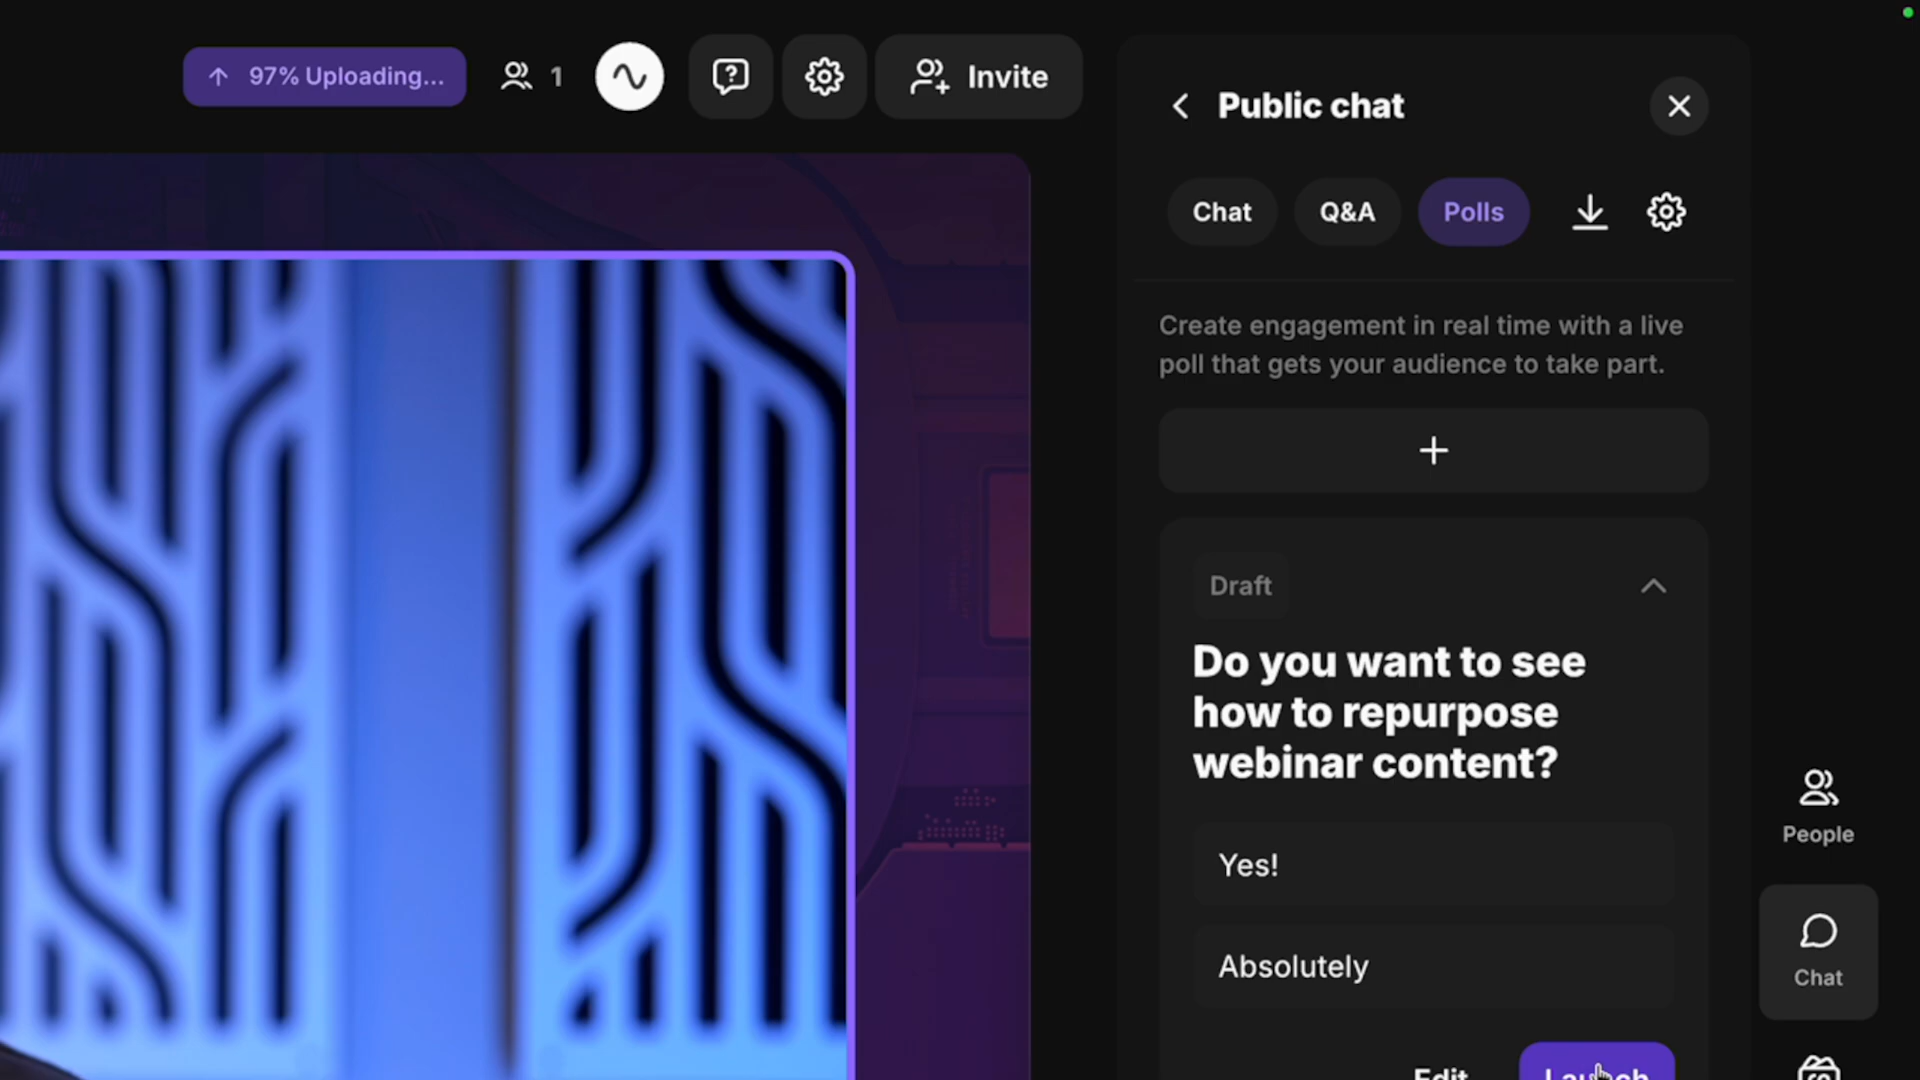 97% Uploading...
1
Invite
Public chat
Chat
Q&A
Polls
Create engagement in real time with a live
poll that gets your audience to take part.
Draft
Do you want to see
how to repurpose
webinar content?
Yes!
Absolutely
Edit
Launch
People
Chat